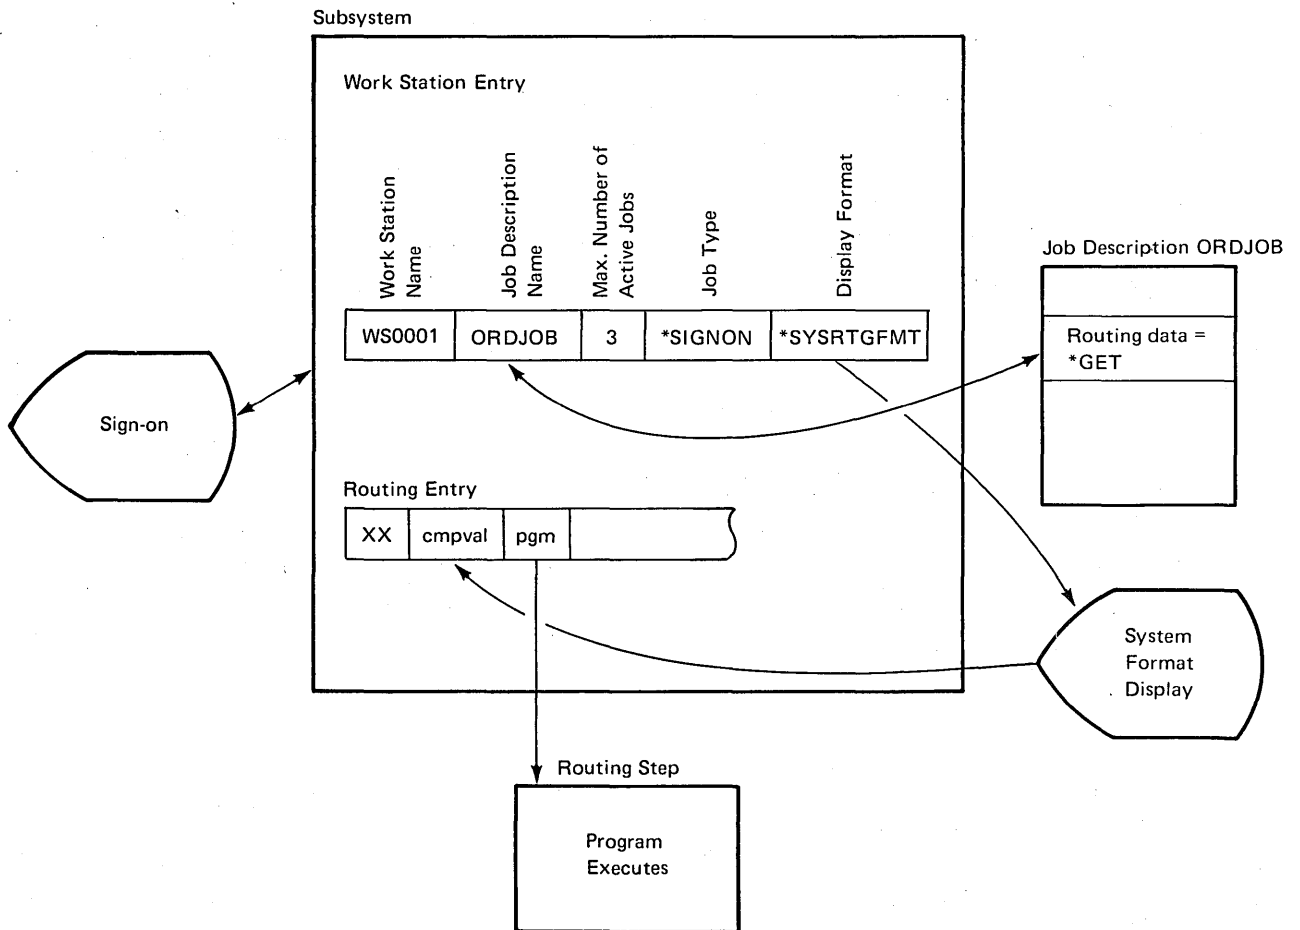 Subsystem
Work Station Entry
Work Station
Name
Job Description
Name
Max. Number of
Active Jobs
Job Type
Display Format
WS0001
ORDJOB
3
*SIGNON
*SYSRTGFMT
Job Description ORDJOB
Routing data =
*GET
Sign-on
Routing Entry
XX
cmpval
pgm
System
Format
Display
Routing Step
Program
Executes